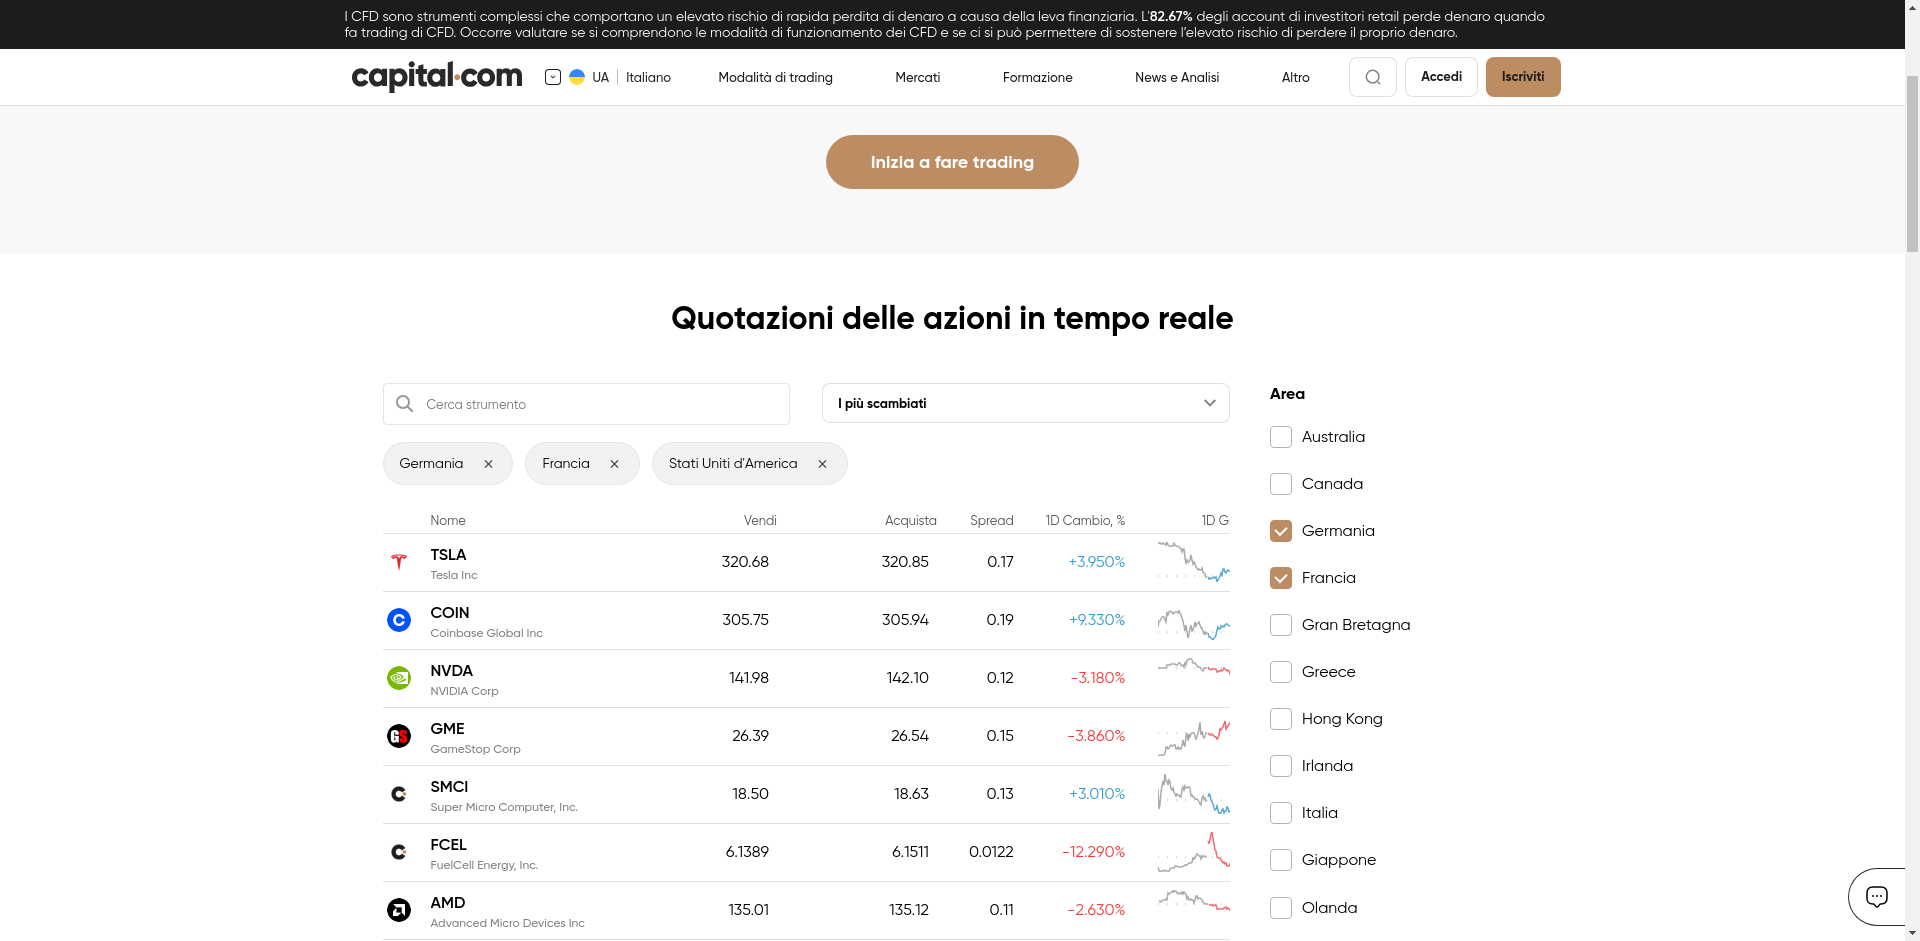 I CFD sono strumenti complessi che comportano un elevato rischio di rapida perdita di denaro a causa della leva finanziaria. L'82.67% degli account di investitori retail perde denaro quando
fa trading di CFD. Occorre valutare se si comprendono le modalità di funzionamento dei CFD e se ci si può permettere di sostenere l'elevato rischio di perdere il proprio denaro.
capital.com UA Italiano Modalità di trading Mercati Formazione News e Analisi Altro Accedi Iscriviti
Inizia a fare trading
Quotazioni delle azioni in tempo reale
Cerca strumento
I più scambiati
Germania Francia Stati Uniti d'America
Nome Vendi Acquista Spread 1D Cambio, % 1D G
TSLA 320.68 320.85 0.17 +3.950%
Tesla Inc
COIN 305.75 305.94 0.19 +9.330%
Coinbase Global Inc
NVDA 141.98 142.10 0.12 -3.180%
NVIDIA Corp
GME 26.39 26.54 0.15 -3.860%
GameStop Corp
SMCI 18.50 18.63 0.13 +3.010%
Super Micro Computer, Inc.
FCEL 6.1389 6.1511 0.0122 -12.290%
FuelCell Energy, Inc.
AMD 135.01 135.12 0.11 -2.630%
Advanced Micro Devices Inc
Area
Australia
Canada
Germania
Francia
Gran Bretagna
Greece
Hong Kong
Irlanda
Italia
Giappone
Olanda